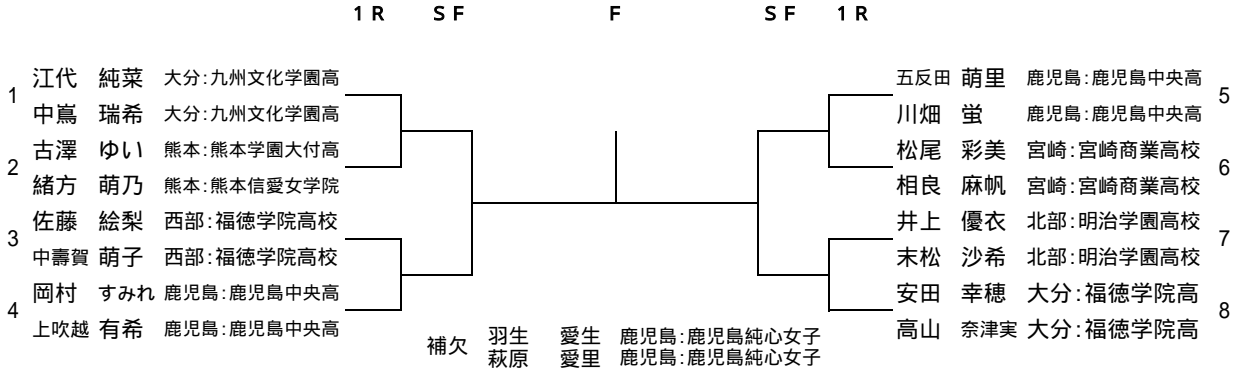 1 R S F F S F 1 R
1
江代 純菜 大分:九州文化学園高
中嶌 瑞希 大分:九州文化学園高
2
古澤 ゆい 熊本:熊本学園大付高
緒方 萌乃 熊本:熊本信愛女学院
3
佐藤 絵梨 西部:福徳学院高校
中壽賀 萌子 西部:福徳学院高校
4
岡村 すみれ 鹿児島:鹿児島中央高
上吹越 有希 鹿児島:鹿児島中央高
五反田 萌里 鹿児島:鹿児島中央高
川畑 蛍 鹿児島:鹿児島中央高
5
松尾 彩美 宮崎:宮崎商業高校
相良 麻帆 宮崎:宮崎商業高校
6
井上 優衣 北部:明治学園高校
末松 沙希 北部:明治学園高校
7
安田 幸穂 大分:福徳学院高
高山 奈津実 大分:福徳学院高
8
補欠
羽生 愛生 鹿児島:鹿児島純心女子
萩原 愛里 鹿児島:鹿児島純心女子